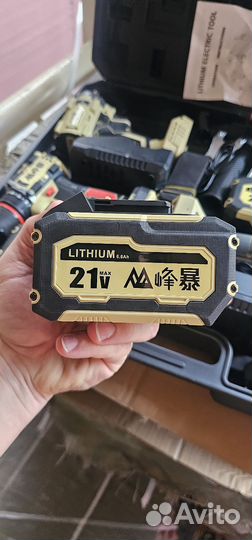 LITHIUM ELECTRIC TOOL
LITHIUM 6.0Ah
21V MAX 峰暴
Avito